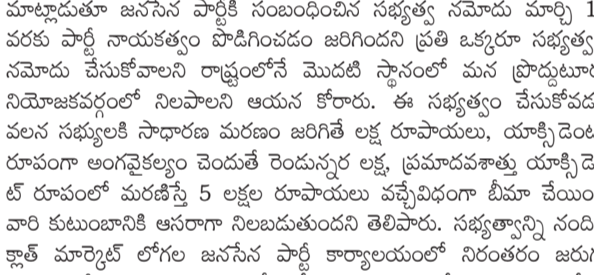 మాట్లాడుతూ జనసేన పార్టీకి సంబంధించిన సభ్యత్వ నమోదు మార్చి 1
వరకు పార్టీ నాయకత్వం పొడిగించడం జరిగిందని ప్రతి ఒక్కరూ సభ్యత్వ
నమోదు చేసుకోవాలని రాష్ట్రంలోనే మొదటి స్థానంలో మన ప్రొద్దుటూర
నియోజకవర్గంలో నిలపాలని ఆయన కోరారు. ఈ సభ్యత్వం చేసుకోవడ
వలన సభ్యులకి సాధారణ మరణం జరిగితే లక్ష రూపాయలు, యాక్సిడెంట
రూపంగా అంగవైకల్యం చెందుతే రెండున్నర లక్ష, ప్రమాదవశాత్తు యాక్సిడె
ట్ రూపంలో మరణిస్తే 5 లక్షల రూపాయలు వచ్చేవిధంగా బీమా చేయిం
వారి కుటుంబానికి ఆసరాగా నిలబడుతుందని తెలిపారు. సభ్యత్వాన్ని నంది
క్లాత్ మార్కెట్ లోగల జనసేన పార్టీ కార్యాలయంలో నిరంతరం జరుగ